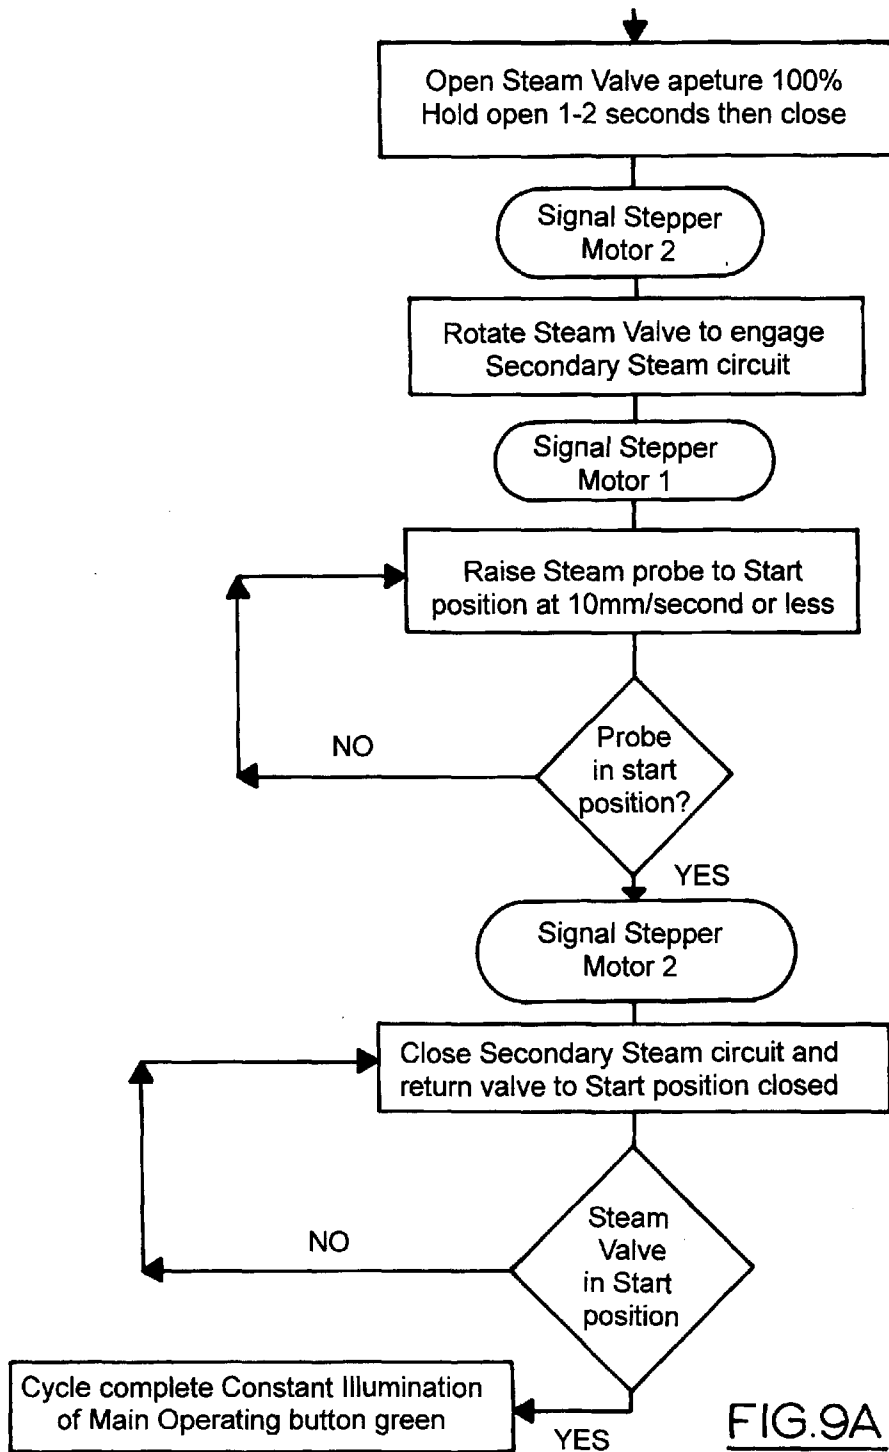 Open Steam Valve apeture 100%
Hold open 1-2 seconds then close
Signal Stepper
Motor 2
Rotate Steam Valve to engage
Secondary Steam circuit
Signal Stepper
Motor 1
Raise Steam probe to Start
position at 10mm/second or less
NO
Probe
in start
position?
YES
Signal Stepper
Motor 2
Close Secondary Steam circuit and
return valve to Start position closed
NO
Steam
Valve
in Start
position
Cycle complete Constant Illumination
of Main Operating button green
YES
FIG.9A